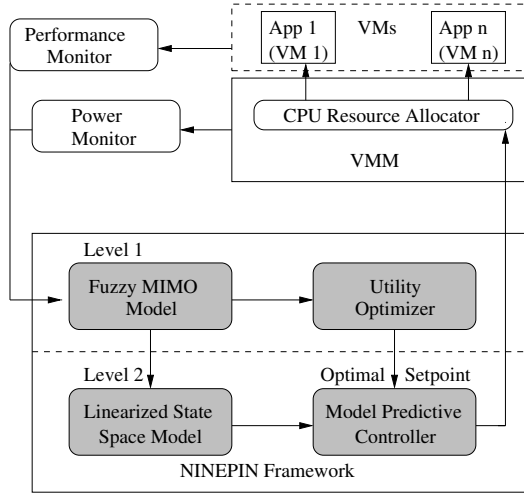 Performance
Monitor
App 1
(VM 1)
VMs
App n
(VM n)
Power
Monitor
CPU Resource Allocator
VMM
Level 1
Fuzzy MIMO
Model
Utility
Optimizer
Level 2
Optimal Setpoint
Linearized State
Space Model
Model Predictive
Controller
NINEPIN Framework